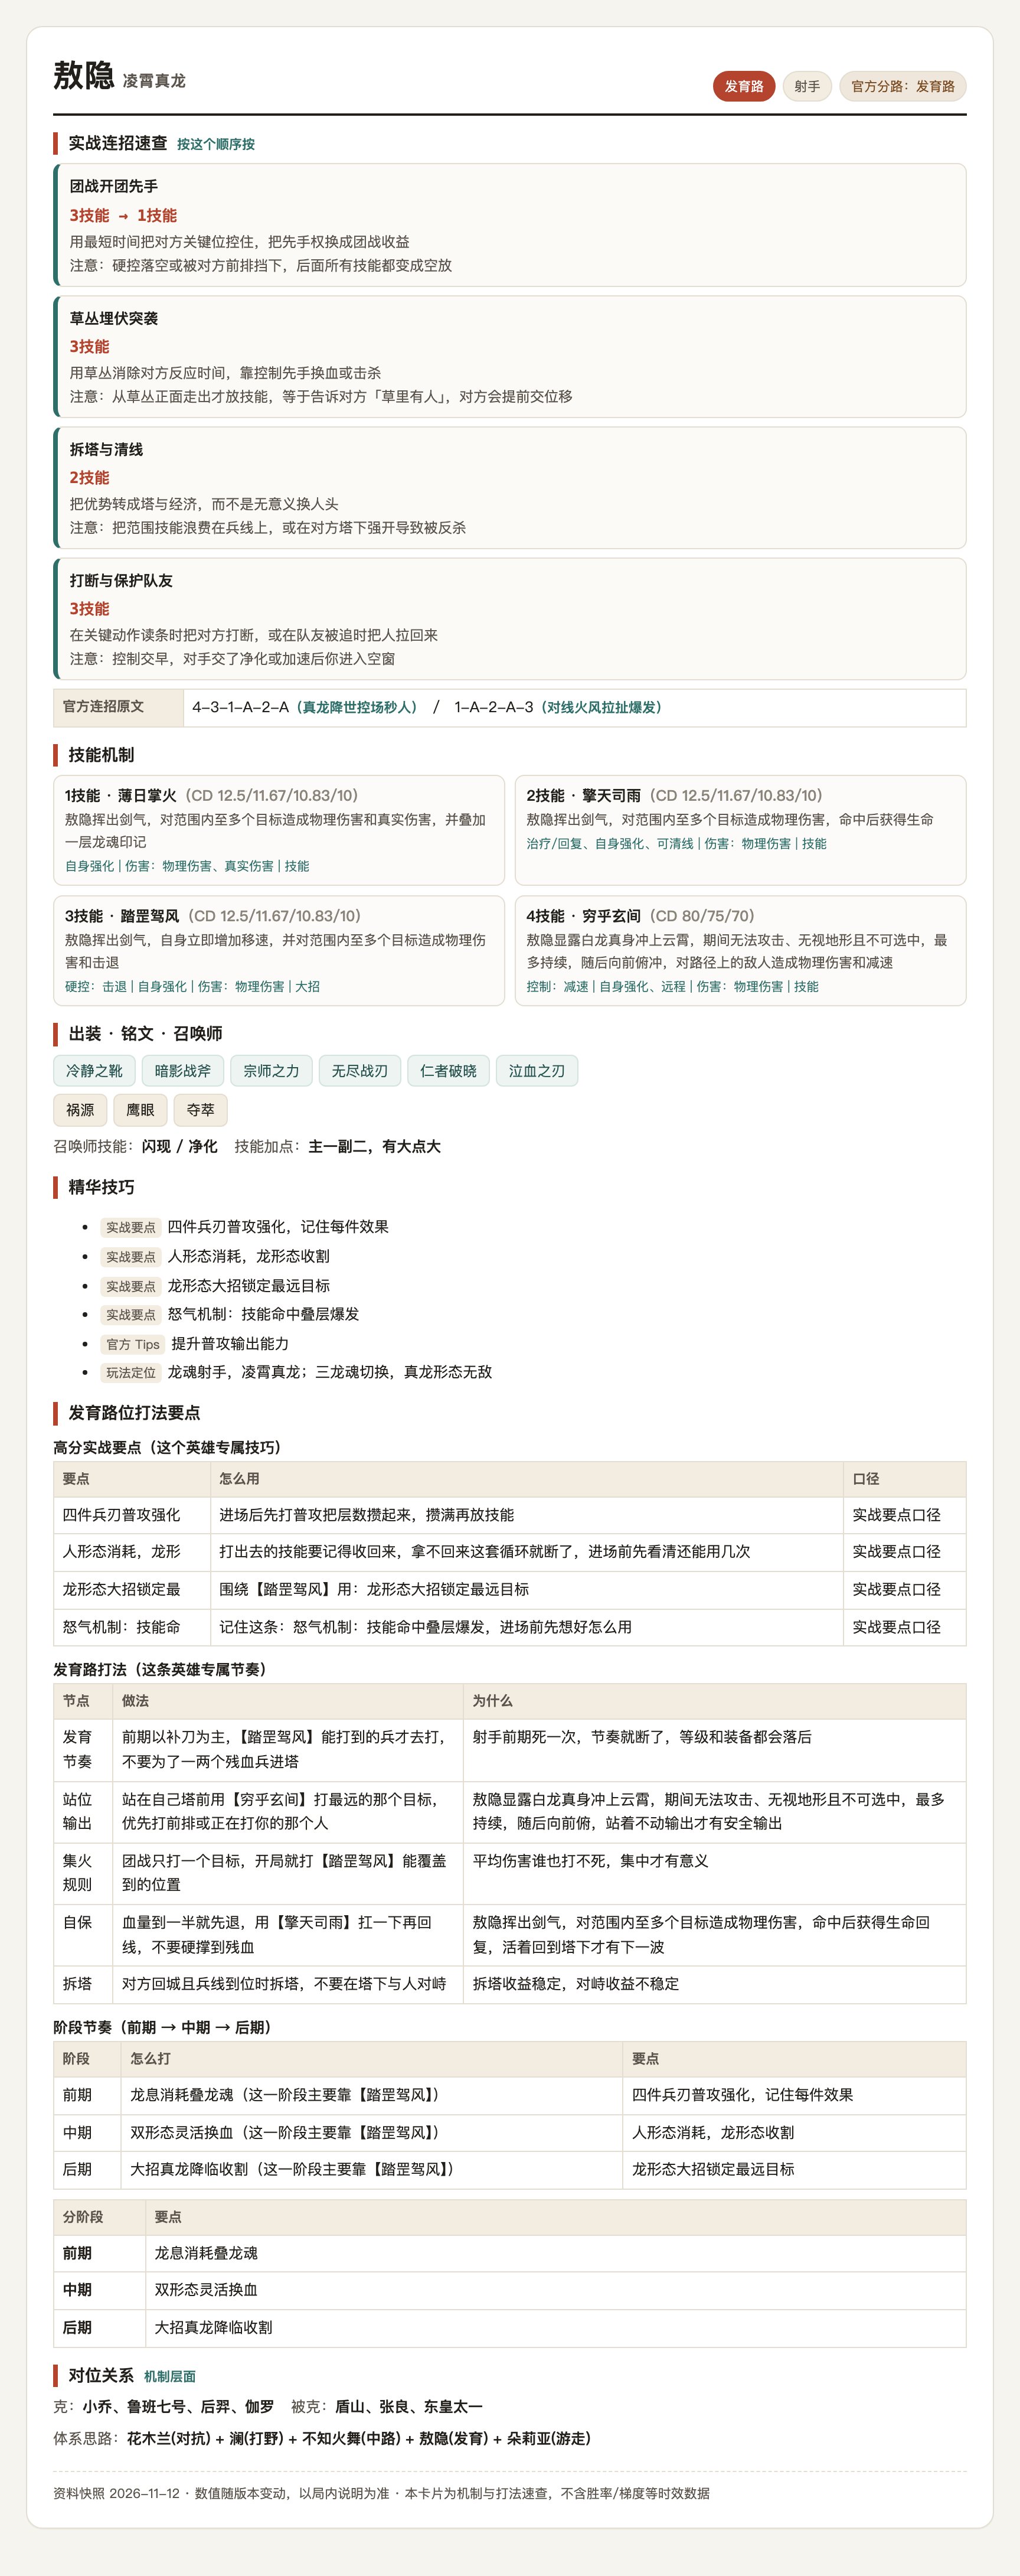 敖隐 凌霄真龙
发育路 射手 官方分路：发育路
实战连招速查 按这个顺序按
团战开团先手
3技能 → 1技能
用最短时间把对方关键位控住，把先手权换成团战收益
注意：硬控落空或被对方前排挡下，后面所有技能都变成空放
草丛埋伏突袭
3技能
用草丛消除对方反应时间，靠控制先手换血或击杀
注意：从草丛正面走出才放技能，等于告诉对方「草里有人」，对方会提前交位移
拆塔与清线
2技能
把优势转成塔与经济，而不是无意义换人头
注意：把范围技能浪费在兵线上，或在对方塔下强开导致被反杀
打断与保护队友
3技能
在关键动作读条时把对方打断，或在队友被追时把人拉回来
注意：控制交早，对手交了净化或加速后你进入空窗
官方连招原文 4–3–1–A–2–A（真龙降世控场秒人） / 1–A–2–A–3（对线火风拉扯爆发）
技能机制
1技能 · 薄日掌火（CD 12.5/11.67/10.83/10）
敖隐挥出剑气，对范围内至多个目标造成物理伤害和真实伤害，并叠加
一层龙魂印记
自身强化 | 伤害：物理伤害、真实伤害 | 技能
2技能 · 擎天司雨（CD 12.5/11.67/10.83/10）
敖隐挥出剑气，对范围内至多个目标造成物理伤害，命中后获得生命
治疗/回复、自身强化、可清线 | 伤害：物理伤害 | 技能
3技能 · 踏罡驾风（CD 12.5/11.67/10.83/10）
敖隐挥出剑气，自身立即增加移速，并对范围内至多个目标造成物理伤
害和击退
硬控：击退 | 自身强化 | 伤害：物理伤害 | 大招
4技能 · 穷乎玄间（CD 80/75/70）
敖隐显露白龙真身冲上云霄，期间无法攻击、无视地形且不可选中，最
多持续，随后向前俯冲，对路径上的敌人造成物理伤害和减速
控制：减速 | 自身强化、远程 | 伤害：物理伤害 | 技能
出装 · 铭文 · 召唤师
冷静之靴 暗影战斧 宗师之力 无尽战刃 仁者破晓 泣血之刃
祸源 鹰眼 夺萃
召唤师技能：闪现 / 净化 技能加点：主一副二，有大点大
精华技巧
• 实战要点 四件兵刃普攻强化，记住每件效果
• 实战要点 人形态消耗，龙形态收割
• 实战要点 龙形态大招锁定最远目标
• 实战要点 怒气机制：技能命中叠层爆发
• 官方 Tips 提升普攻输出能力
• 玩法定位 龙魂射手，凌霄真龙；三龙魂切换，真龙形态无敌
发育路位打法要点
高分实战要点（这个英雄专属技巧）
要点 怎么用 口径
四件兵刃普攻强化 进场后先打普攻把层数攒起来，攒满再放技能 实战要点口径
人形态消耗，龙形 打出去的技能要记得收回来，拿不回来这套循环就断了，进场前先看清还能用几次 实战要点口径
龙形态大招锁定最 围绕【踏罡驾风】用：龙形态大招锁定最远目标 实战要点口径
怒气机制：技能命 记住这条：怒气机制：技能命中叠层爆发，进场前先想好怎么用 实战要点口径
发育路打法（这条英雄专属节奏）
节点 做法 为什么
发育
节奏
前期以补刀为主，【踏罡驾风】能打到的兵才去打，
不要为了一两个残血兵进塔
射手前期死一次，节奏就断了，等级和装备都会落后
站位
输出
站在自己塔前用【穷乎玄间】打最远的那个目标，
优先打前排或正在打你的那个人
敖隐显露白龙真身冲上云霄，期间无法攻击、无视地形且不可选中，最多
持续，随后向前俯，站着不动输出才有安全输出
集火
规则
团战只打一个目标，开局就打【踏罡驾风】能覆盖
到的位置
平均伤害谁也打不死，集中才有意义
自保
血量到一半就先退，用【擎天司雨】扛一下再回
线，不要硬撑到残血
敖隐挥出剑气，对范围内至多个目标造成物理伤害，命中后获得生命回
复，活着回到塔下才有下一波
拆塔 对方回城且兵线到位时拆塔，不要在塔下与人对峙 拆塔收益稳定，对峙收益不稳定
阶段节奏（前期 → 中期 → 后期）
阶段 怎么打 要点
前期 龙息消耗叠龙魂（这一阶段主要靠【踏罡驾风】） 四件兵刃普攻强化，记住每件效果
中期 双形态灵活换血（这一阶段主要靠【踏罡驾风】） 人形态消耗，龙形态收割
后期 大招真龙降临收割（这一阶段主要靠【踏罡驾风】） 龙形态大招锁定最远目标
分阶段 要点
前期 龙息消耗叠龙魂
中期 双形态灵活换血
后期 大招真龙降临收割
对位关系 机制层面
克：小乔、鲁班七号、后羿、伽罗 被克：盾山、张良、东皇太一
体系思路：花木兰(对抗) + 澜(打野) + 不知火舞(中路) + 敖隐(发育) + 朵莉亚(游走)
资料快照 2026–11–12 · 数值随版本变动，以局内说明为准 · 本卡片为机制与打法速查，不含胜率/梯度等时效数据